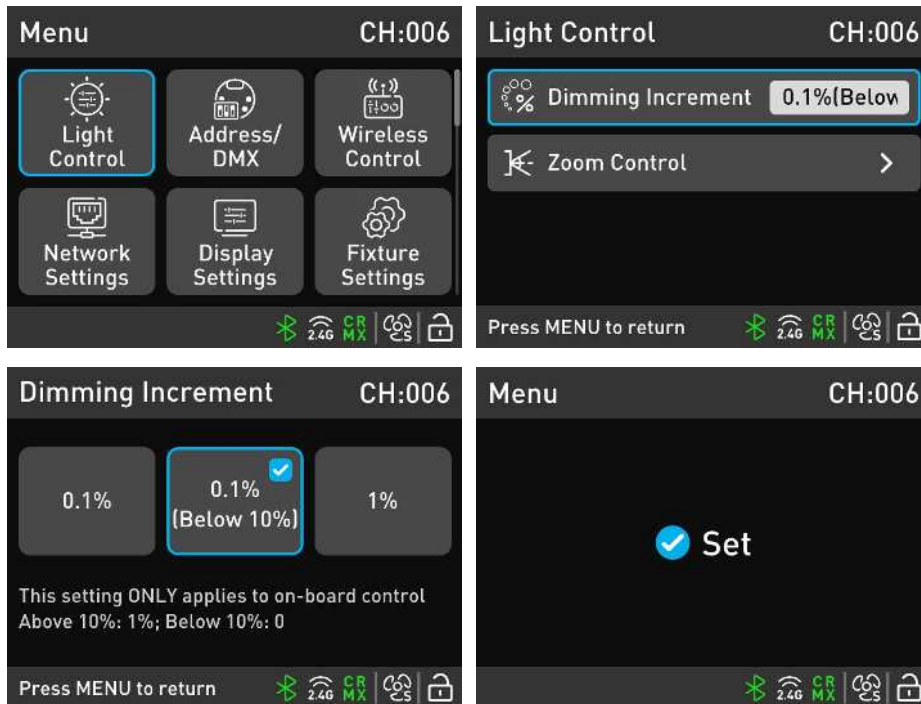 Menu CH:006
Light Control
Address/ DMX
Wireless Control
Network Settings
Display Settings
Fixture Settings
2.4G CR MX S
Light Control CH:006
Dimming Increment 0.1%(Below
Zoom Control
Press MENU to return 2.4G CR MX S
Dimming Increment CH:006
0.1%
0.1% (Below 10%)
1%
This setting ONLY applies to on-board control
Above 10%: 1%; Below 10%: 0
Press MENU to return 2.4G CR MX S
Menu CH:006
Set
2.4G CR MX S